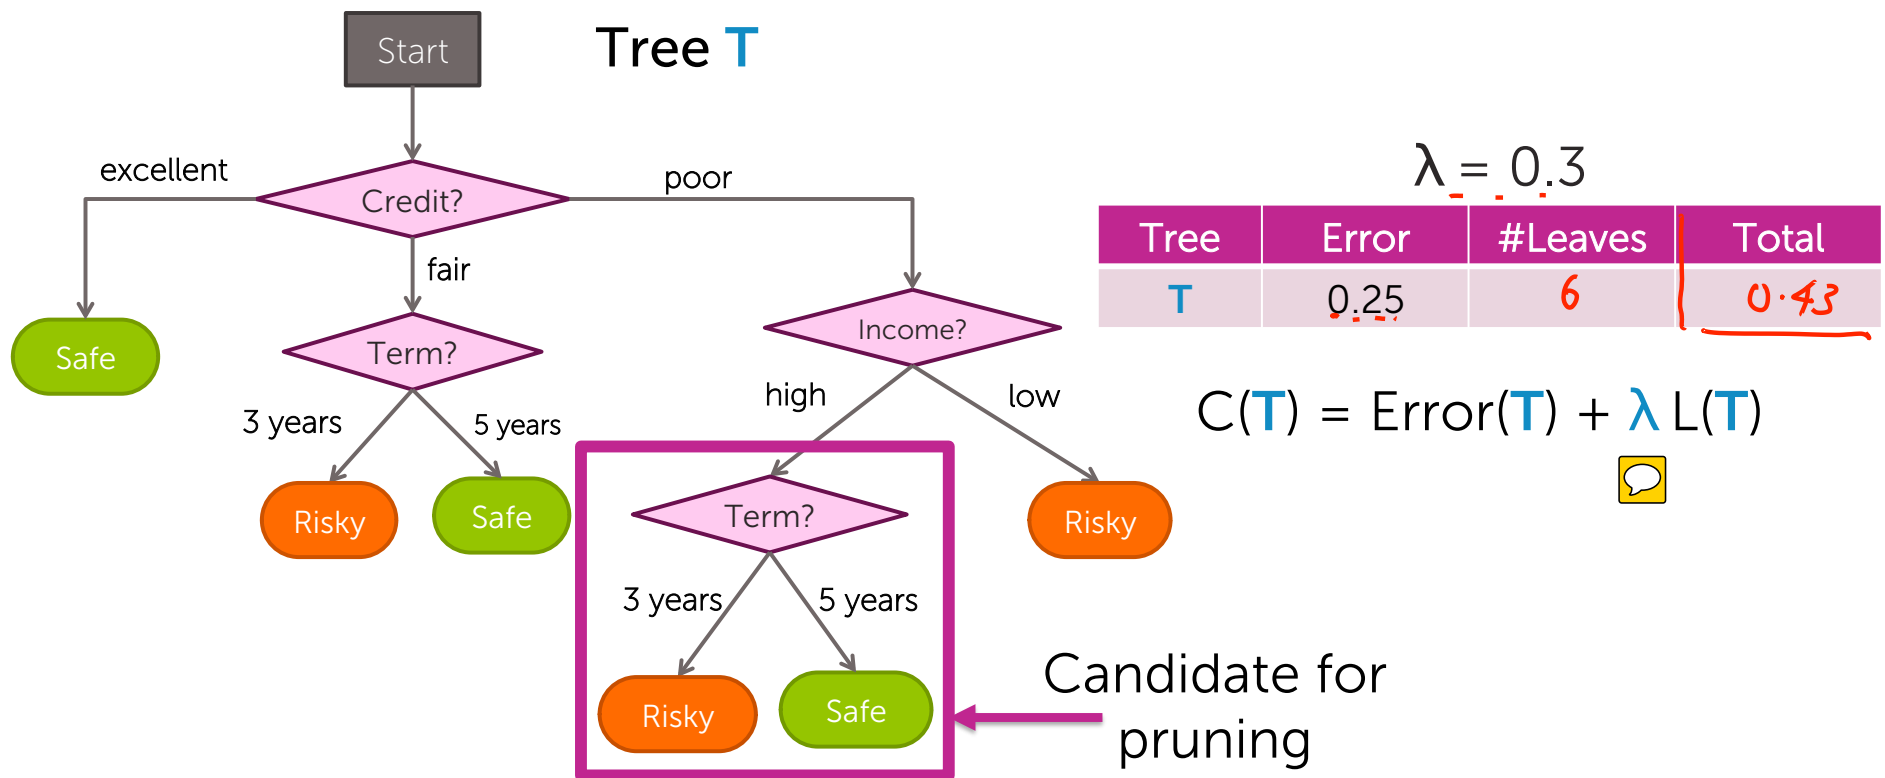 Start
Tree T
excellent
Credit?
poor
fair
Safe
Term?
Income?
3 years
5 years
high
low
Risky
Safe
Term?
Risky
3 years
5 years
Risky
Safe
Candidate for
pruning
λ = 0.3
Tree Error #Leaves Total
T 0.25 6 0.43
C(T) = Error(T) + λ L(T)